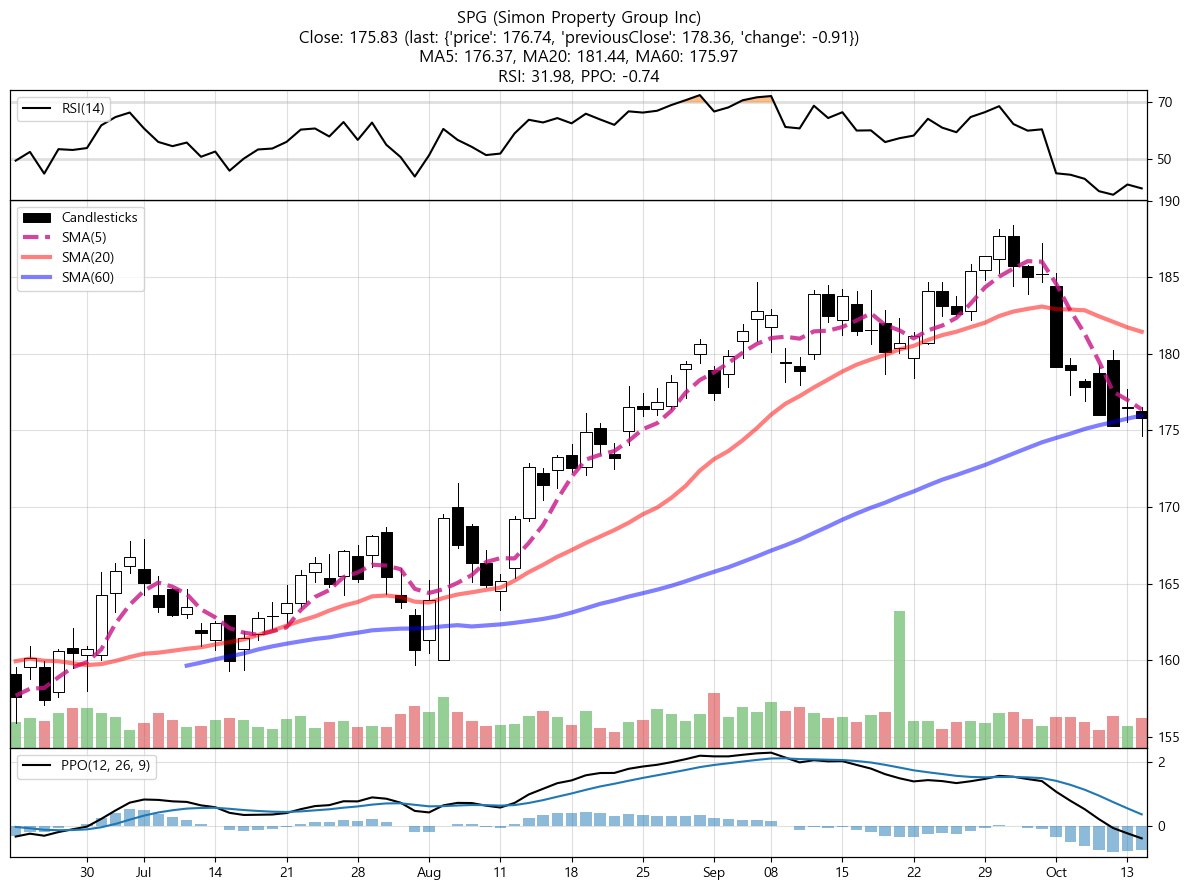 SPG (Simon Property Group Inc)
Close: 175.83 (last: {'price': 176.74, 'previousClose': 178.36, 'change': -0.91})
MA5: 176.37, MA20: 181.44, MA60: 175.97
RSI: 31.98, PPO: -0.74
RSI(14)
70
50
190
Candlesticks
SMA(5)
SMA(20)
SMA(60)
185
180
175
170
165
160
155
PPO(12, 26, 9)
2
0
30 Jul 14 21 28 Aug 11 18 25 Sep 08 15 22 29 Oct 13